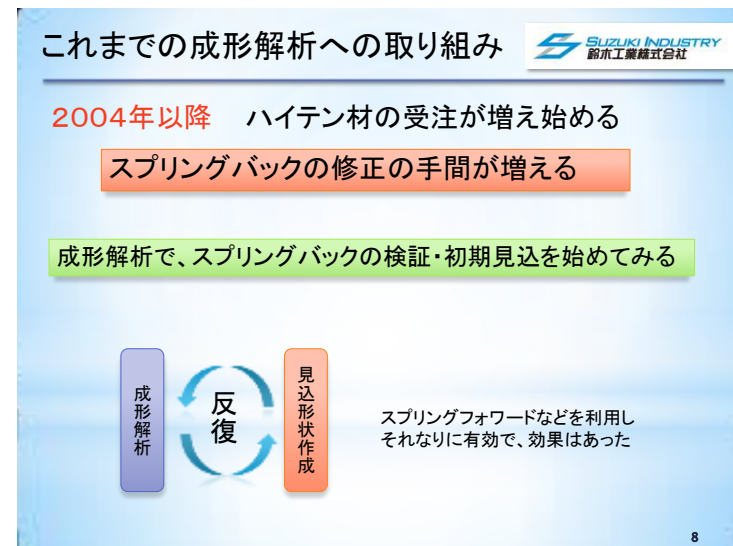 これまでの成形解析への取り組み
SUZUKI INDUSTRY
鈴木工業株式会社
2004年以降 ハイテン材の受注が増え始める
スプリングバックの修正の手間が増える
成形解析で、スプリングバックの検証・初期見込を始めてみる
成形解析
反復
見込形状作成
スプリングフォワードなどを利用し
それなりに有効で、効果はあった
8